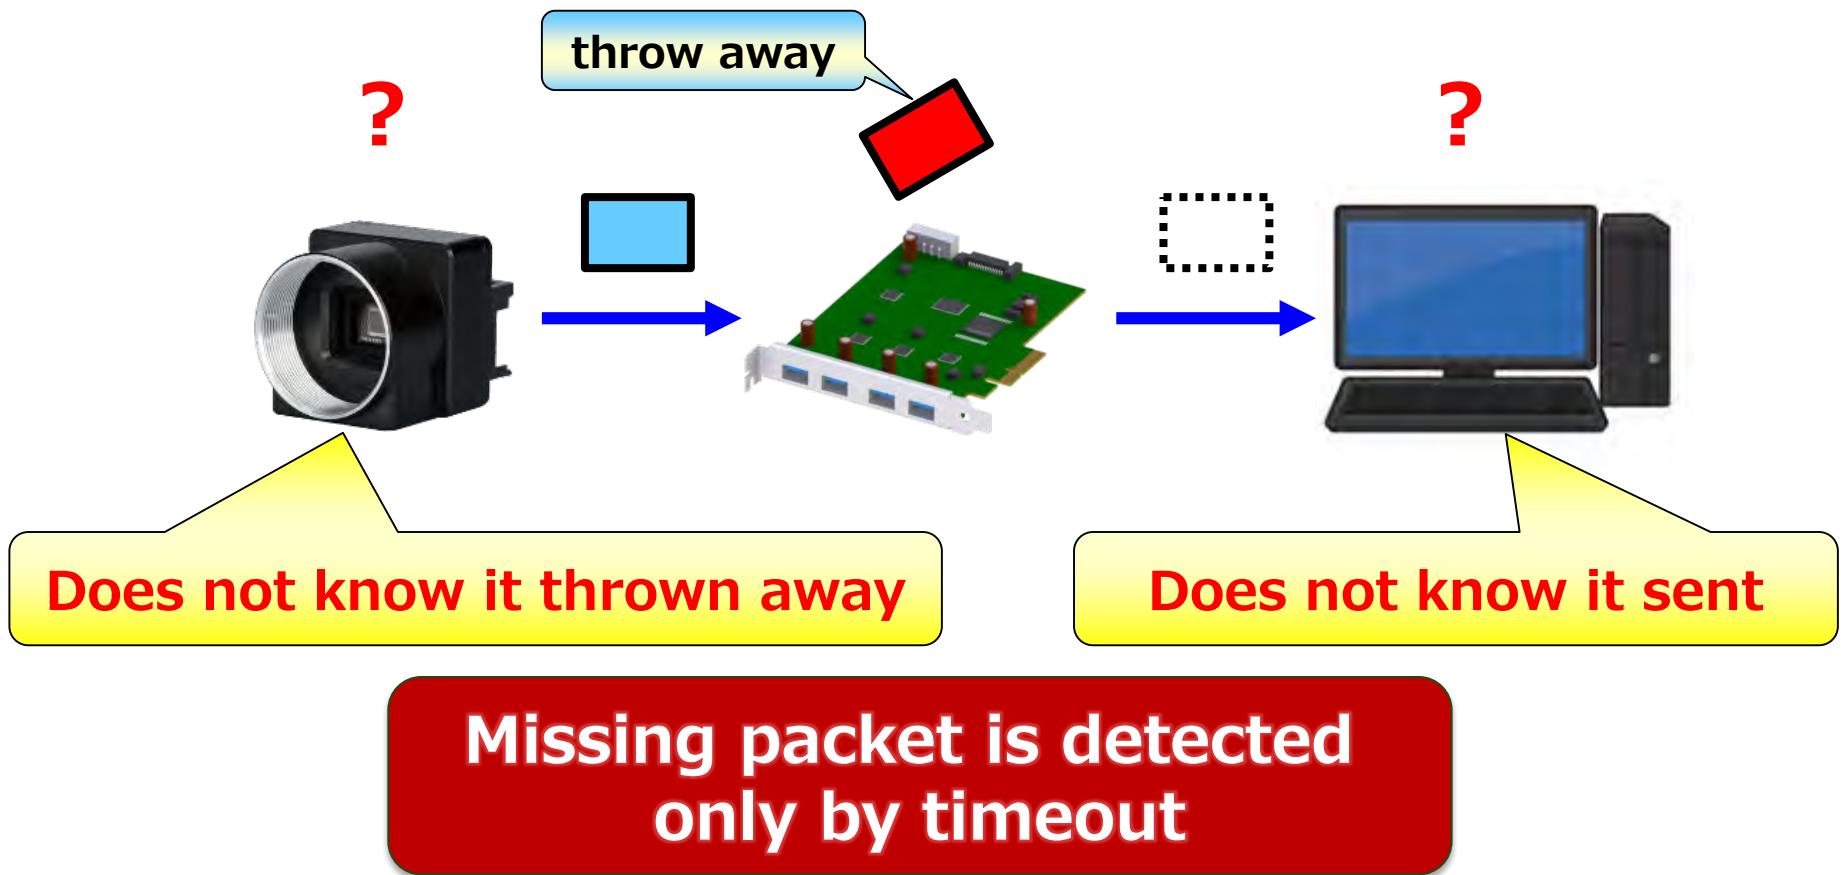 throw away
?
?
Does not know it thrown away
Does not know it sent
Missing packet is detected
only by timeout